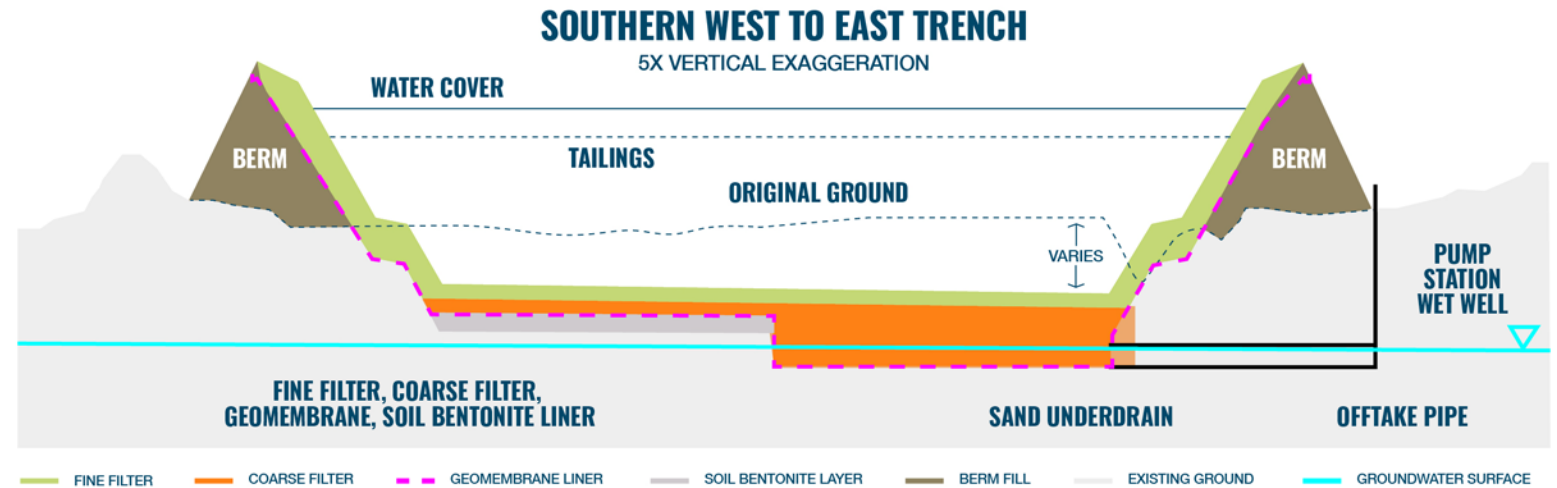 SOUTHERN WEST TO EAST TRENCH
5X VERTICAL EXAGGERATION
WATER COVER
BERM
TAILINGS
BERM
ORIGINAL GROUND
VARIES
PUMP
STATION
WET WELL
FINE FILTER, COARSE FILTER,
GEOMEMBRANE, SOIL BENTONITE LINER
SAND UNDERDRAIN
OFFTAKE PIPE
FINE FILTER
COARSE FILTER
GEOMEMBRANE LINER
SOIL BENTONITE LAYER
BERM FILL
EXISTING GROUND
GROUNDWATER SURFACE